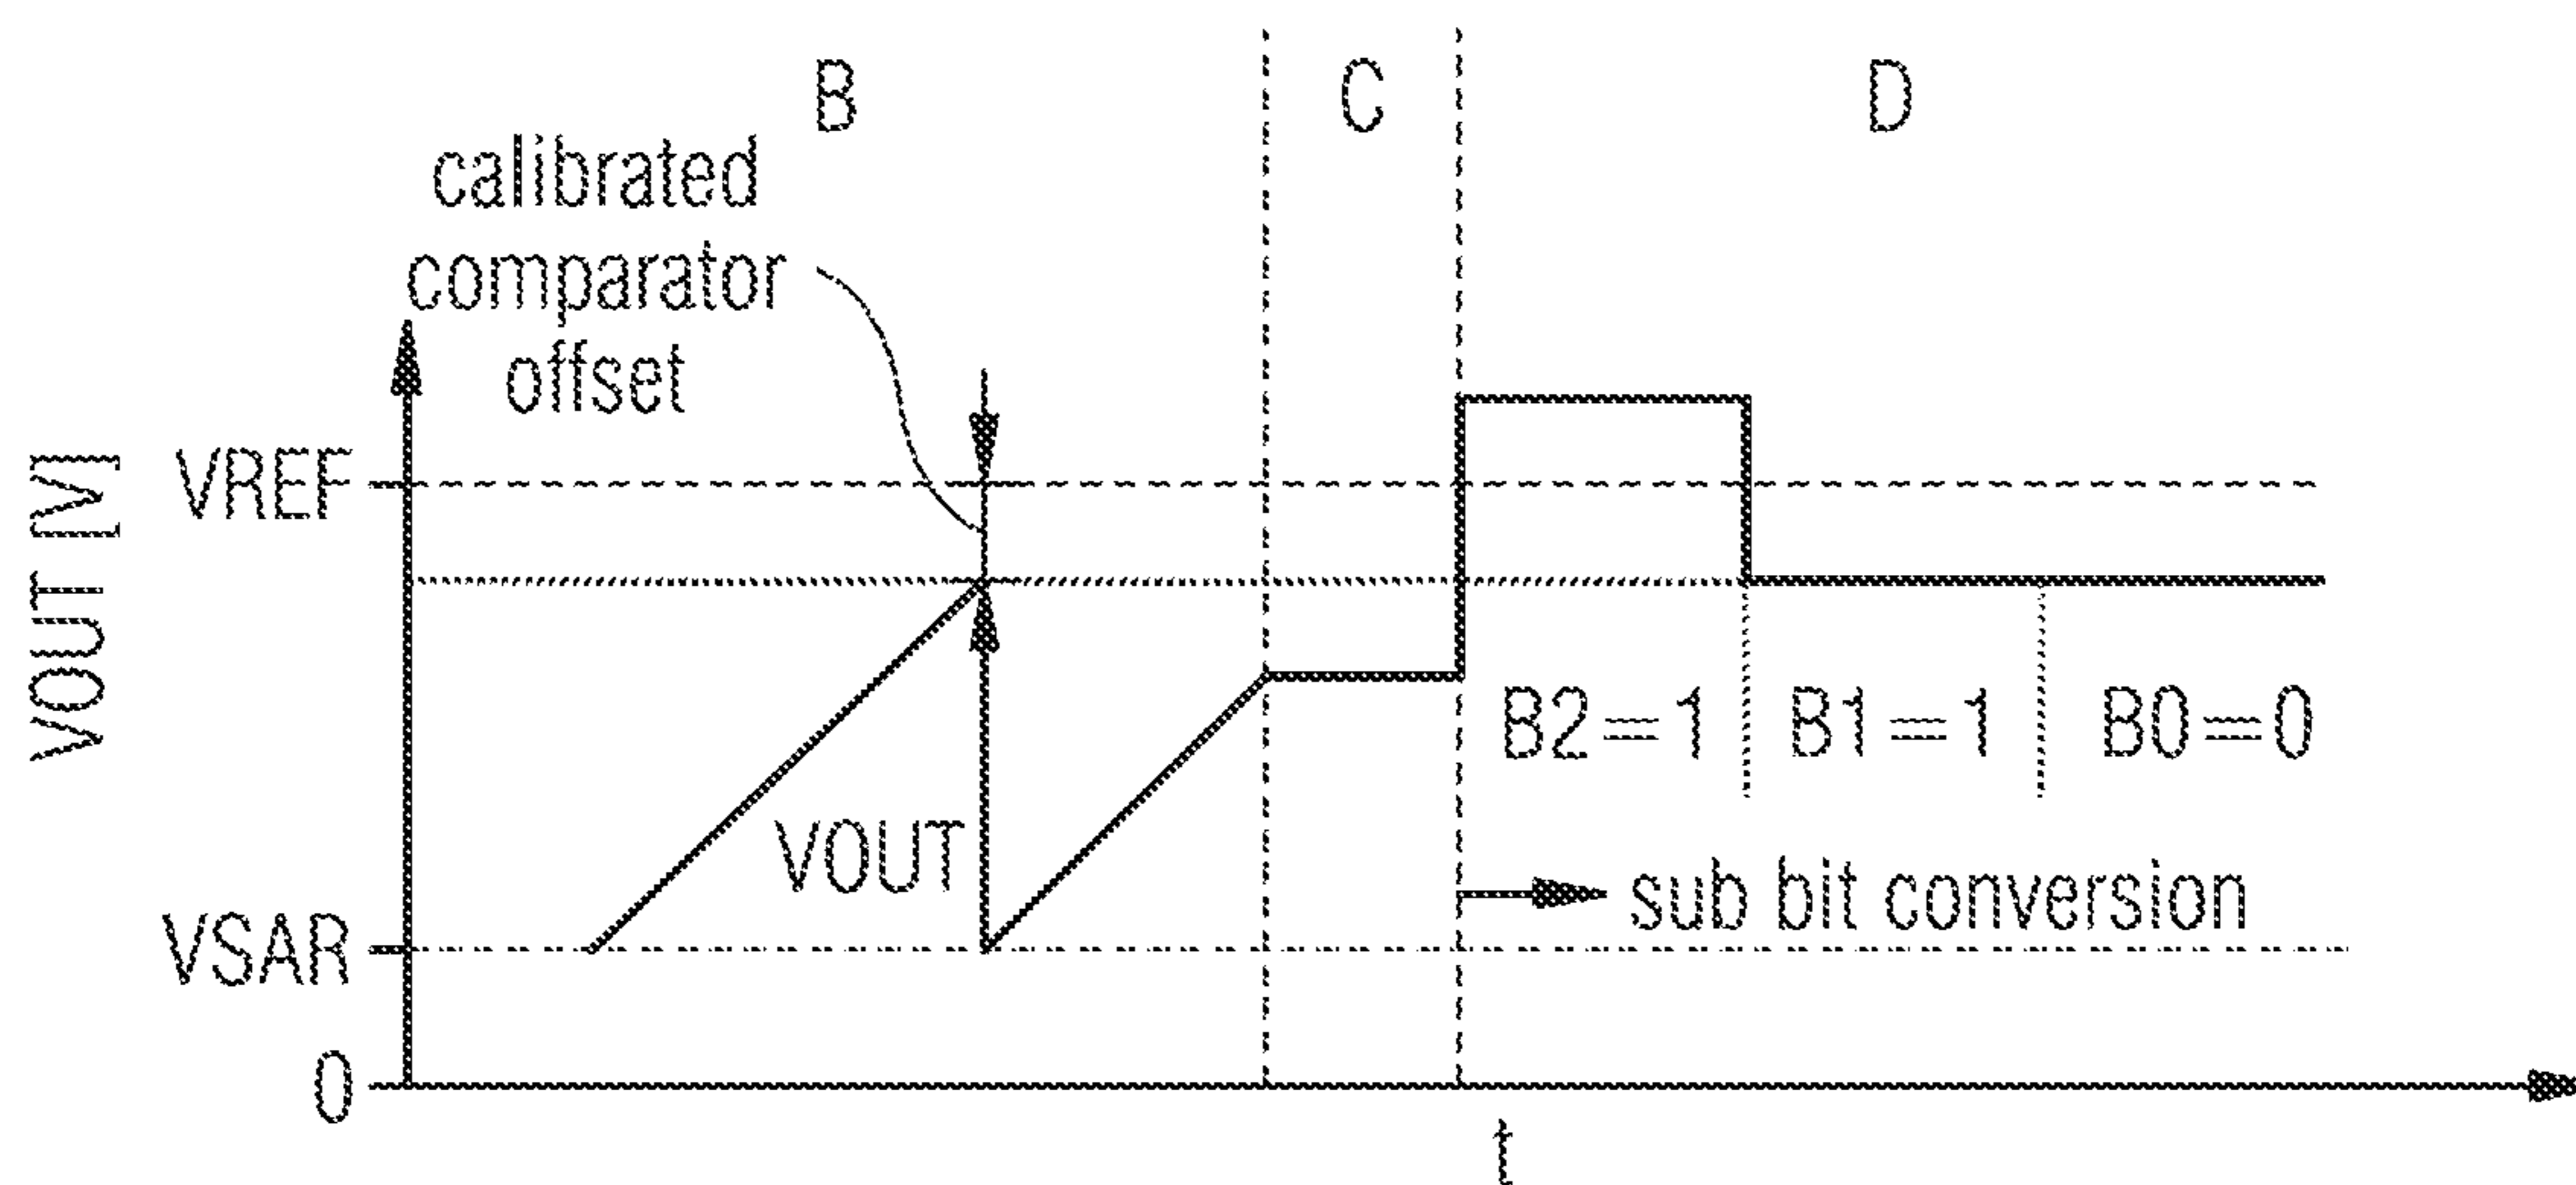 B
C
D
calibrated
comparator
offset
VOUT [V]
VREF
B2=1
B1=1
B0=0
VOUT
sub bit conversion
VSAR
0
t